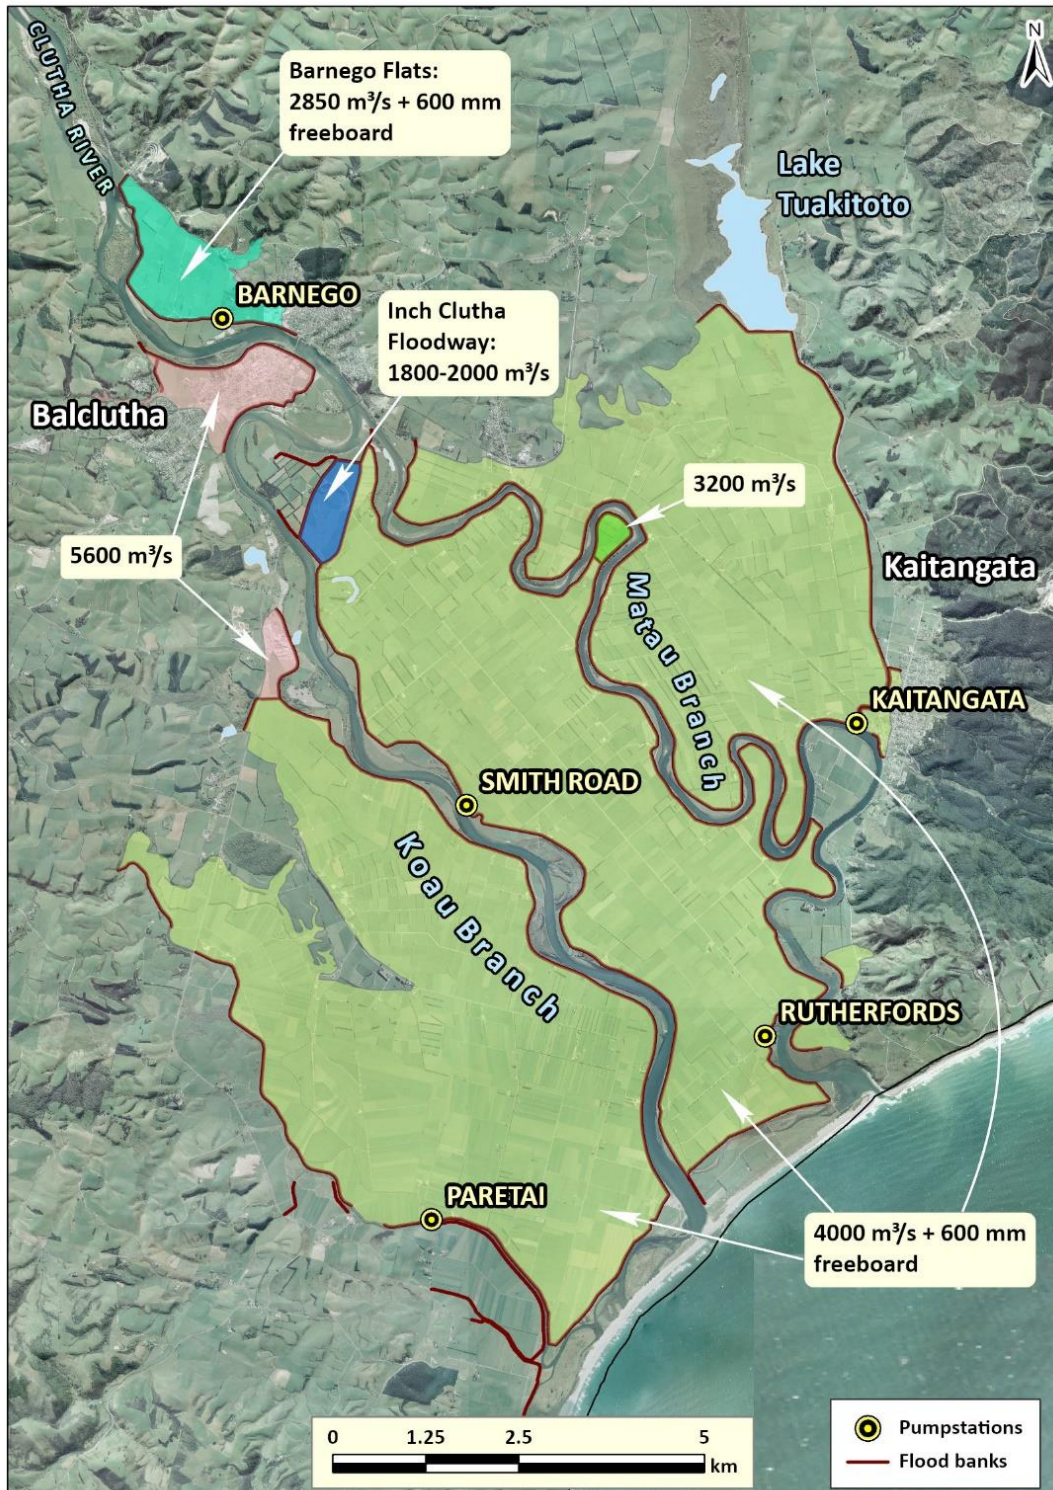 N
CLUTHA RIVER
Barnego Flats:
2850 m³/s + 600 mm
freeboard
Lake
Tuakitoto
BARNEGO
Inch Clutha
Floodway:
1800-2000 m³/s
Balclutha
3200 m³/s
5600 m³/s
Kaitangata
Matau Branch
KAITANGATA
SMITH ROAD
Koau Branch
RUTHERFORDS
PARETAI
4000 m³/s + 600 mm
freeboard
0 1.25 2.5 5
km
Pumpstations
Flood banks